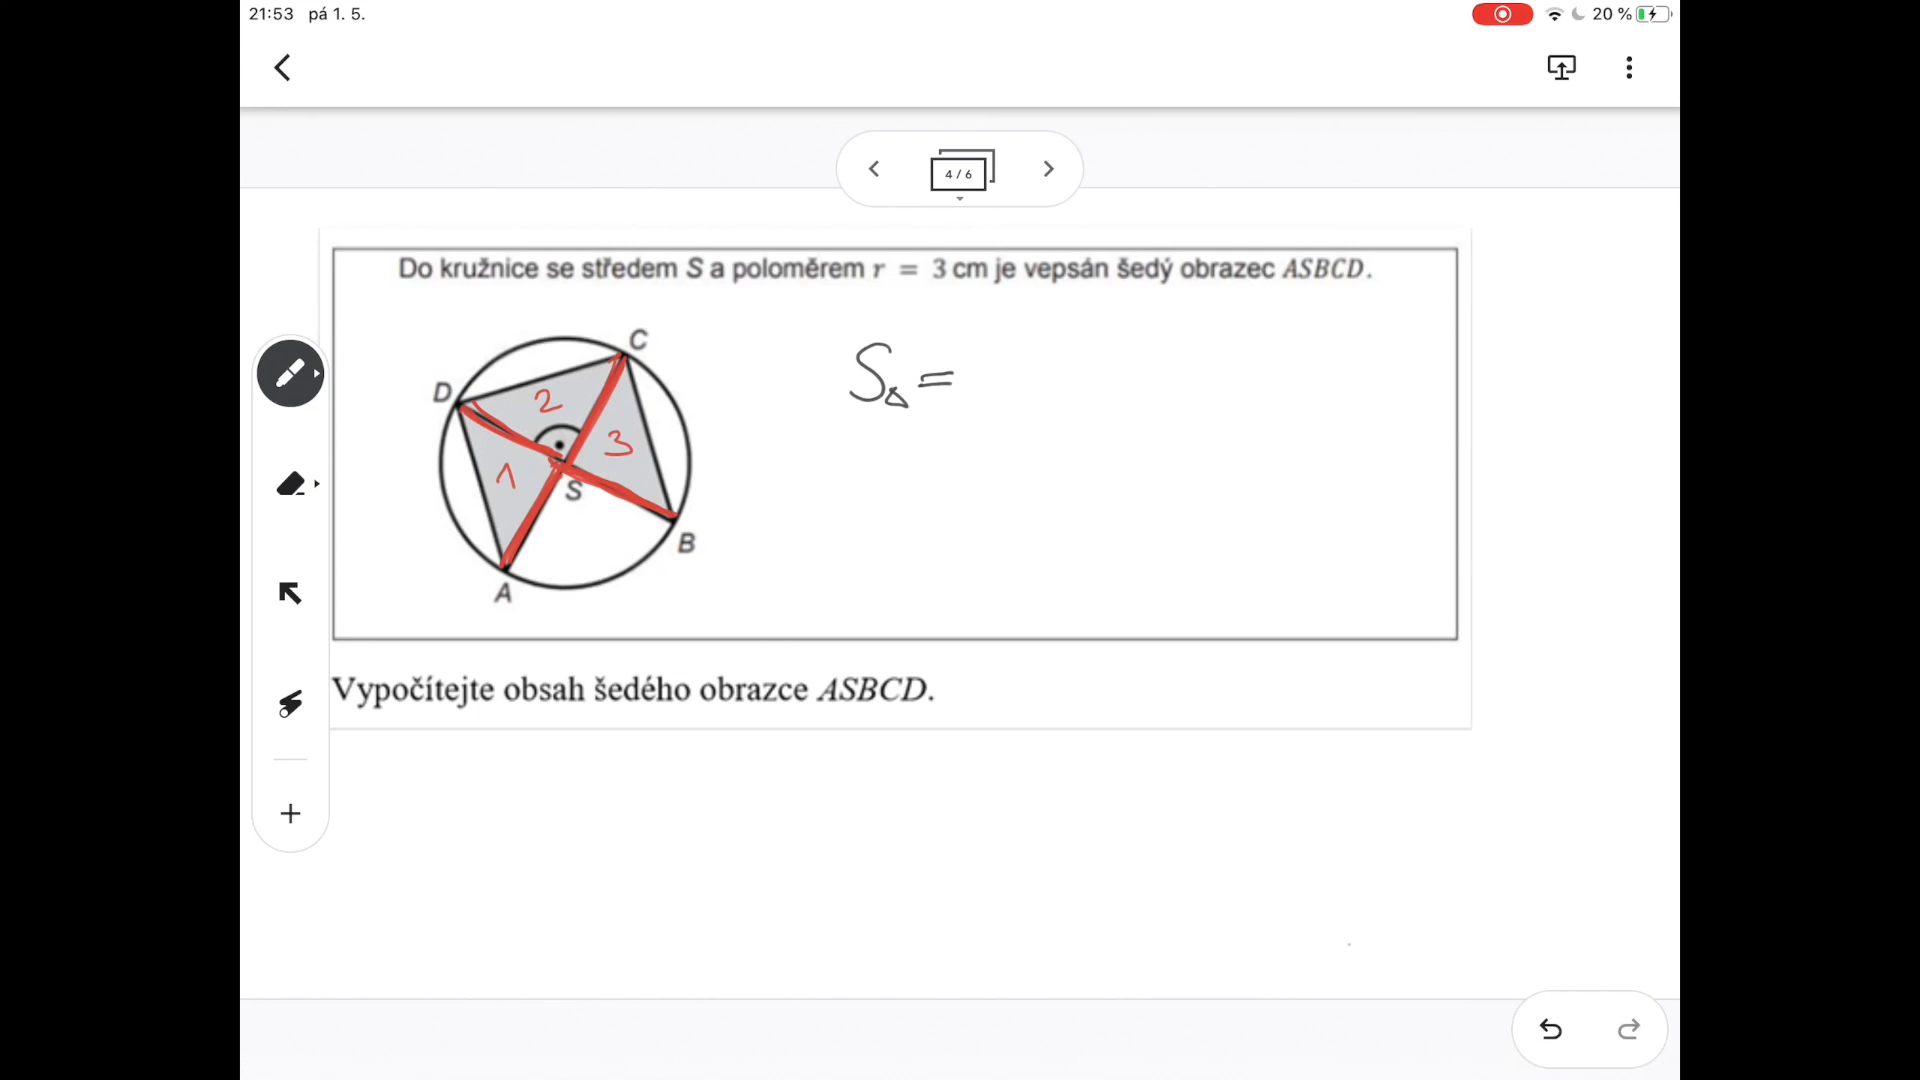 21:53 pá 1. 5.
20 %
4 / 6
Do kružnice se středem S a poloměrem r = 3 cm je vepsán šedý obrazec ASBCD.
C
D
2
3
1
S
B
A
S△ =
Vypočítejte obsah šedého obrazce ASBCD.